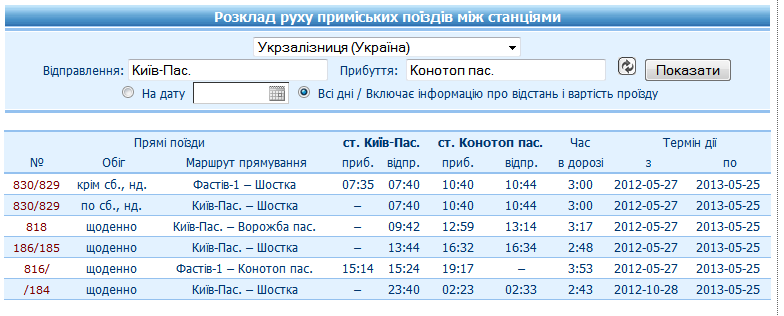 Розклад руху приміських поїздів між станціями
Укрзалізниця (Україна)
Відправлення: Київ-Пас. Прибуття: Конотоп пас. Показати
На дату Всі дні / Включає інформацію про відстань і вартість проїзду
Прямі поїзди ст. Київ-Пас. ст. Конотоп пас. Час Термін дії
№ Обіг Маршрут прямування приб. відпр. приб. відпр. в дорозі з по
830/829 крім сб., нд. Фастів-1 – Шостка 07:35 07:40 10:40 10:44 3:00 2012-05-27 2013-05-25
830/829 по сб., нд. Київ-Пас. – Шостка – 07:40 10:40 10:44 3:00 2012-05-27 2013-05-25
818 щоденно Київ-Пас. – Ворожба пас. – 09:42 12:59 13:14 3:17 2012-05-27 2013-05-25
186/185 щоденно Київ-Пас. – Шостка – 13:44 16:32 16:34 2:48 2012-05-27 2013-05-25
816/ щоденно Фастів-1 – Конотоп пас. 15:14 15:24 19:17 – 3:53 2012-05-27 2013-05-25
/184 щоденно Київ-Пас. – Шостка – 23:40 02:23 02:33 2:43 2012-10-28 2013-05-25